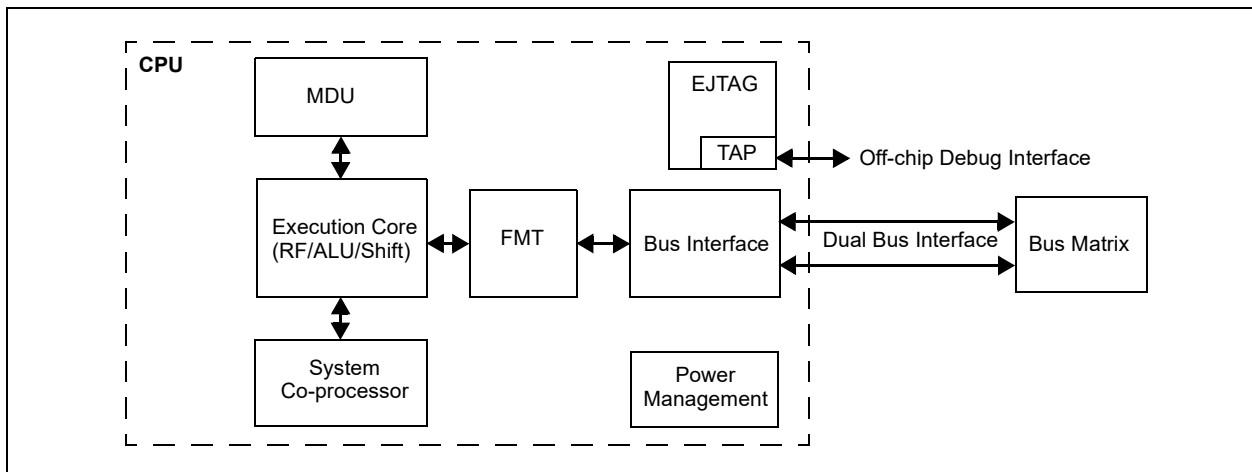 CPU
MDU
EJTAG
TAP
Off-chip Debug Interface
Execution Core
(RF/ALU/Shift)
FMT
Bus Interface
Dual Bus Interface
Bus Matrix
System
Co-processor
Power
Management